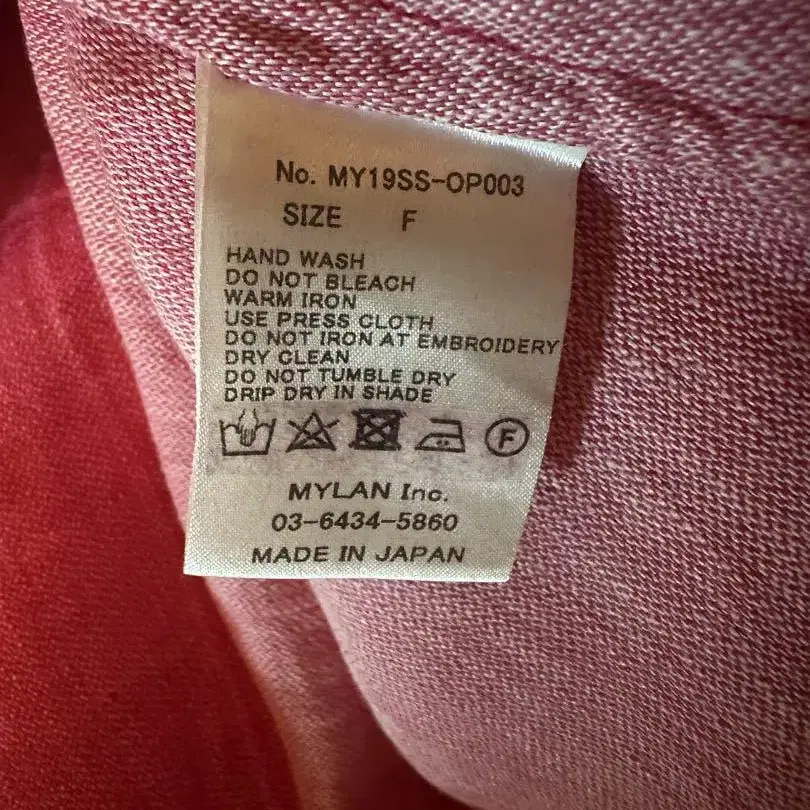 No. MY19SS-OP003
SIZE F
HAND WASH
DO NOT BLEACH
WARM IRON
USE PRESS CLOTH
DO NOT IRON AT EMBROIDERY
DRY CLEAN
DO NOT TUMBLE DRY
DRIP DRY IN SHADE
F
MYLAN Inc.
03-6434-5860
MADE IN JAPAN